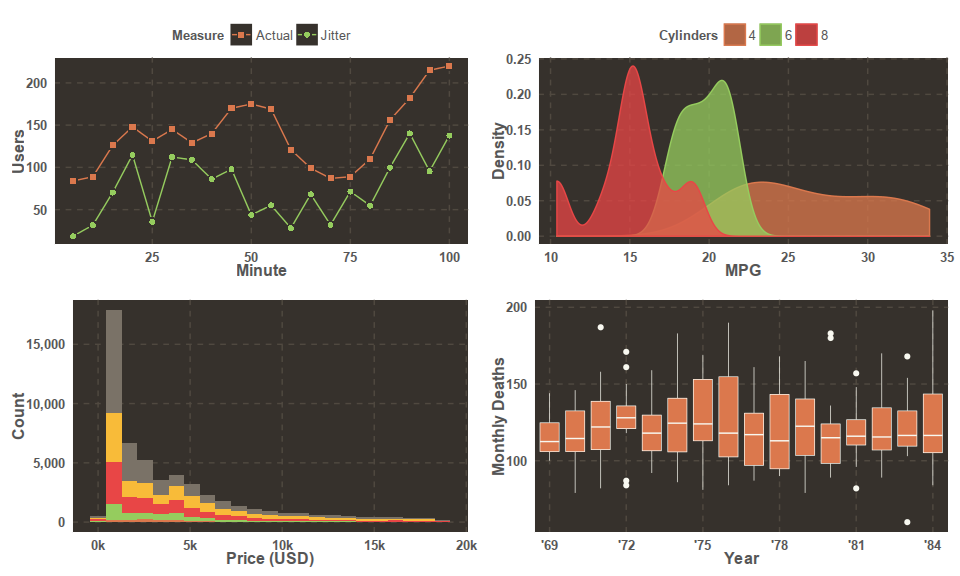 Measure Actual Jitter
Users
200
150
100
50
25 50 75 100
Minute
Cylinders 4 6 8
Density
0.25
0.20
0.15
0.10
0.05
0.00
10 15 20 25 30 35
MPG
Count
15,000
10,000
5,000
0
0k 5k 10k 15k 20k
Price (USD)
Monthly Deaths
200
150
100
'69 '72 '75 '78 '81 '84
Year